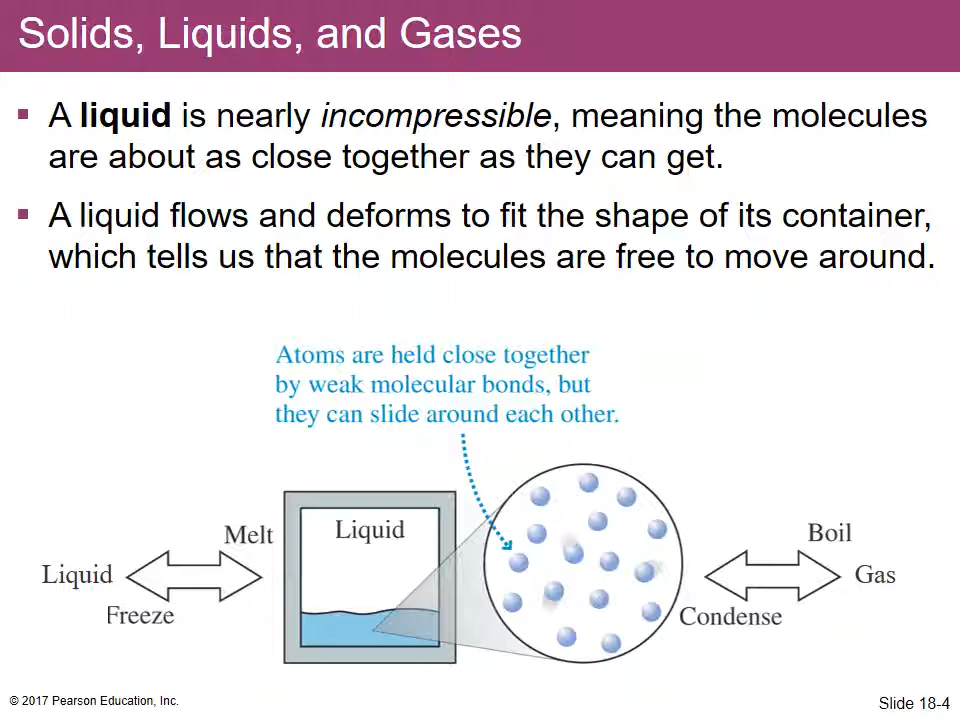 Solids, Liquids, and Gases
▪ A liquid is nearly incompressible, meaning the molecules
are about as close together as they can get.
▪ A liquid flows and deforms to fit the shape of its container,
which tells us that the molecules are free to move around.
Atoms are held close together
by weak molecular bonds, but
they can slide around each other.
Melt
Liquid
Freeze
Liquid
Boil
Gas
Condense
© 2017 Pearson Education, Inc.
Slide 18-4